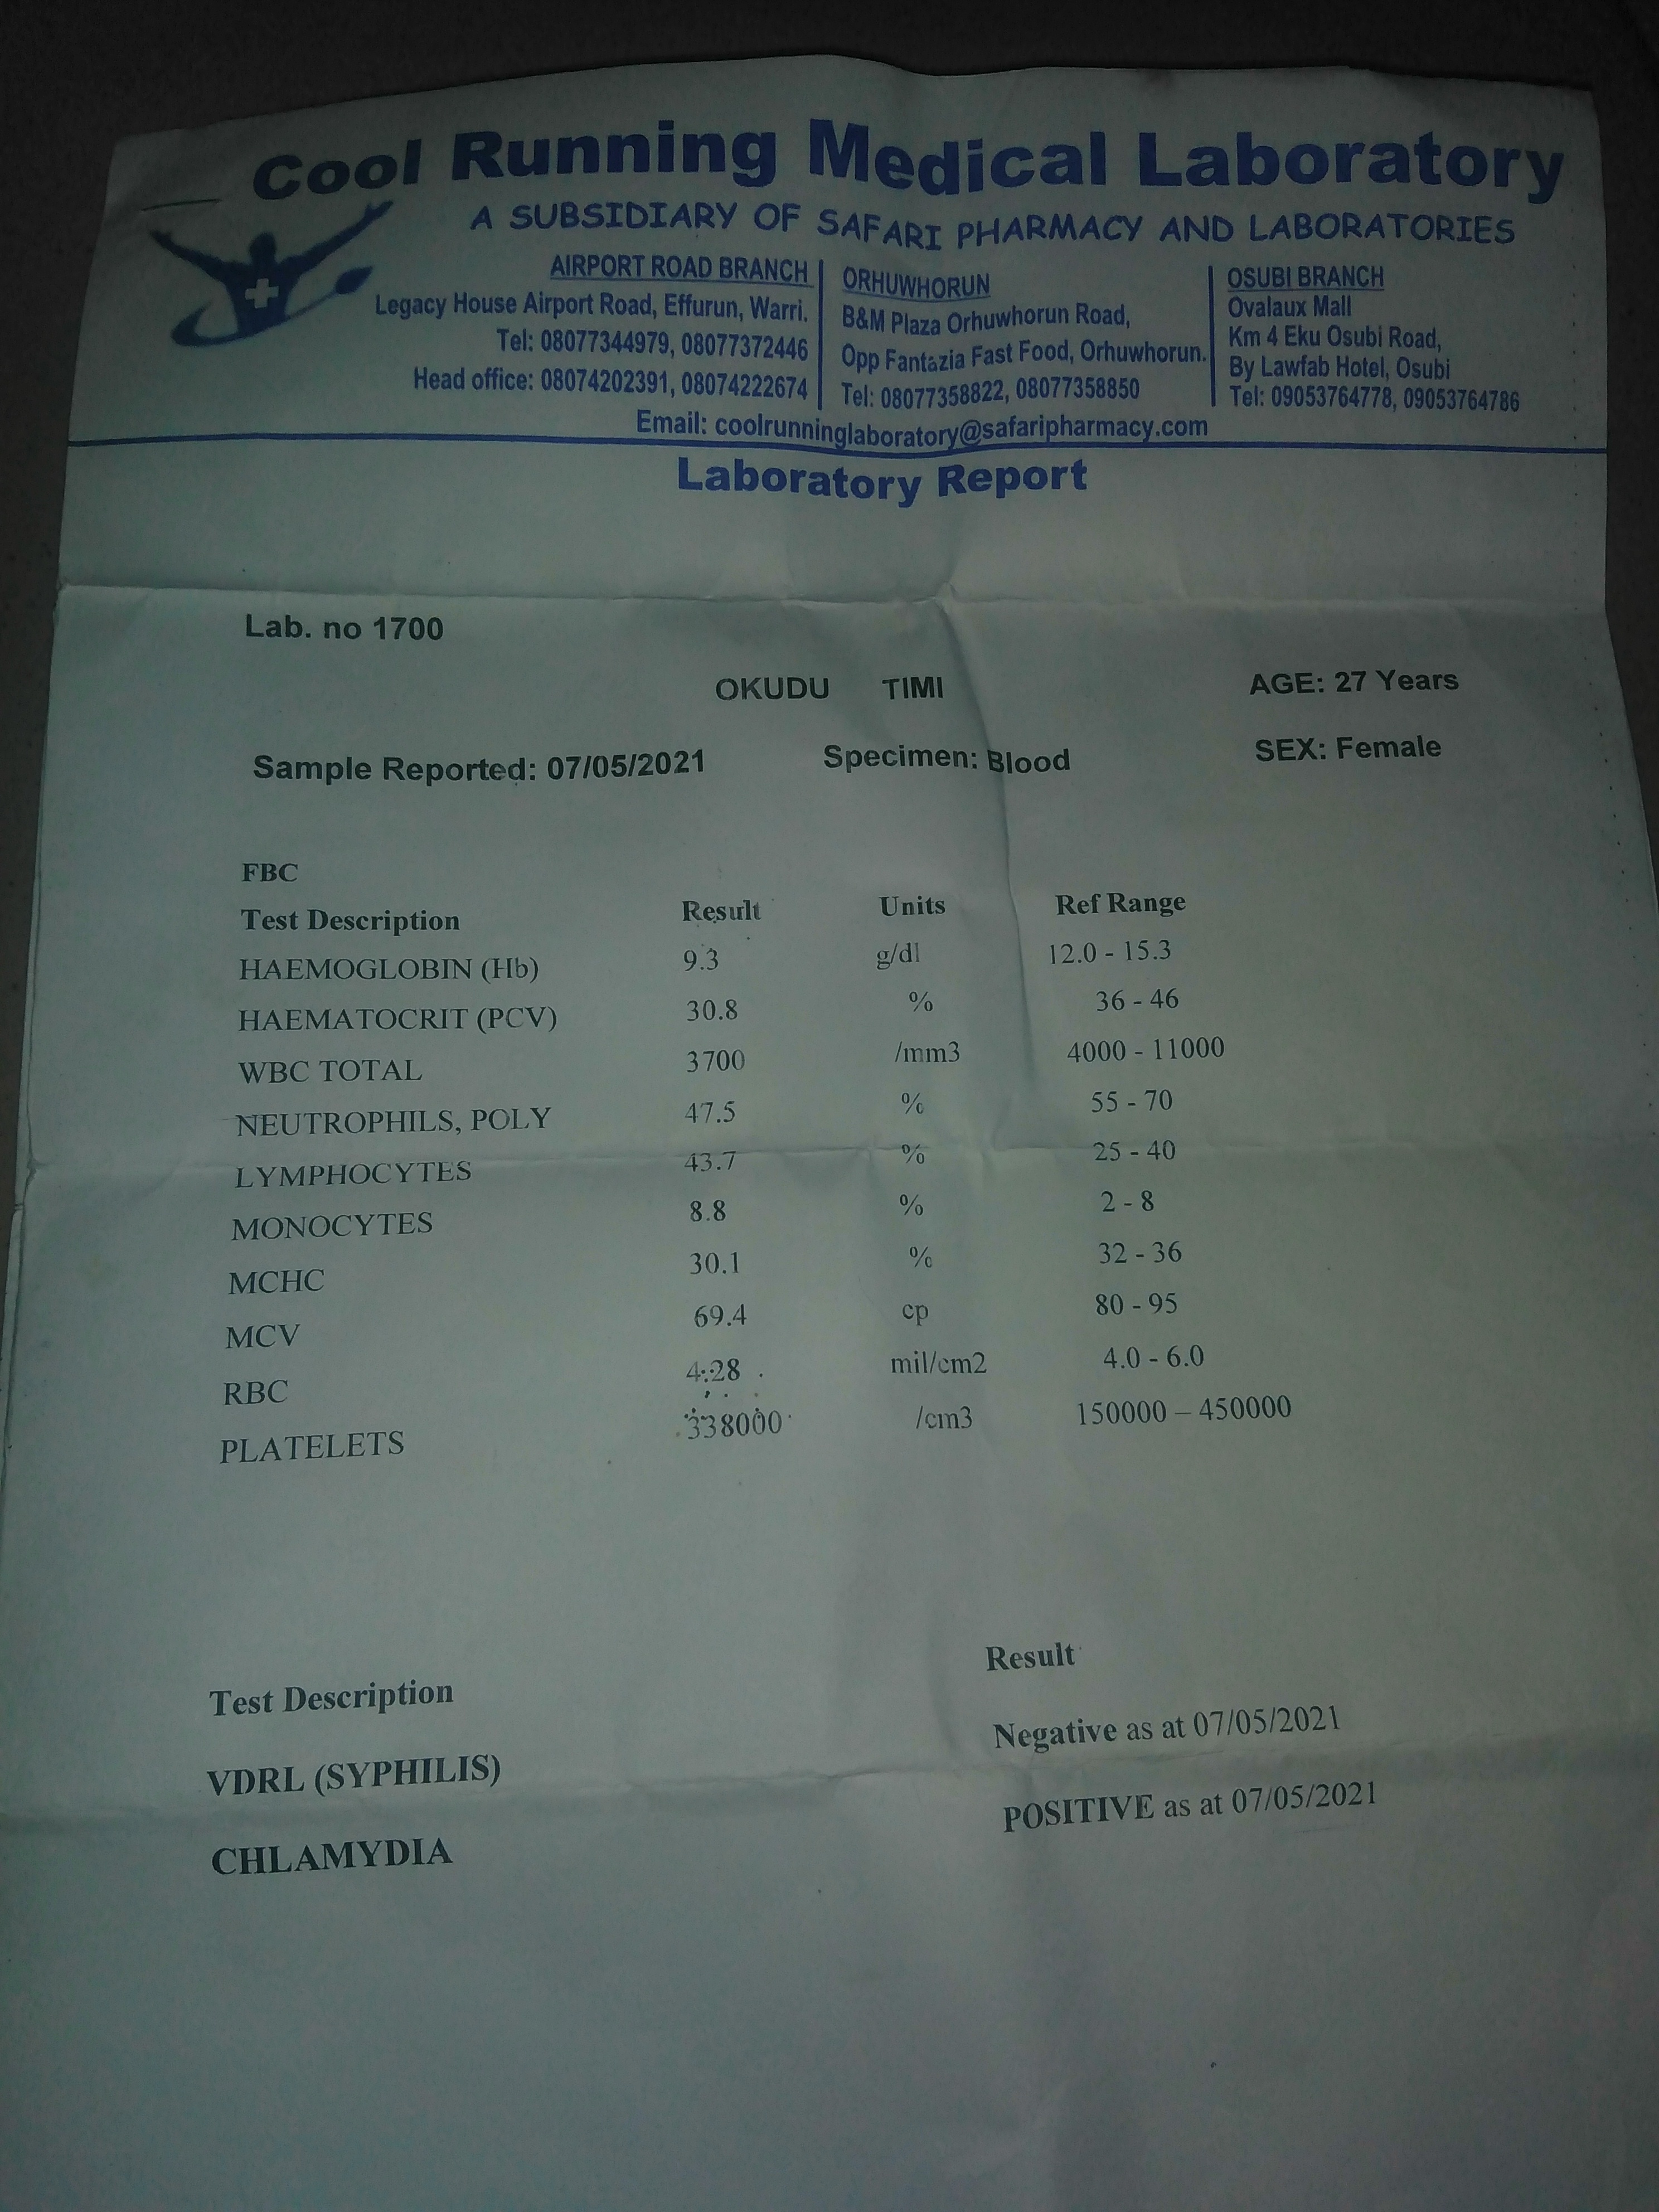 Cool Running Medical Laboratory
A SUBSIDIARY OF SAFARI PHARMACY AND LABORATORIES
AIRPORT ROAD BRANCH
Legacy House Airport Road, Effurun, Warri.
Tel: 08077344979, 08077372446
Head office: 08074202391, 08074222674
ORHUWHORUN
B&M Plaza Orhuwhorun Road,
Opp Fantazia Fast Food, Orhuwhorun.
Tel: 08077358822, 08077358850
OSUBI BRANCH
Ovalaux Mall
Km 4 Eku Osubi Road,
By Lawfab Hotel, Osubi
Tel: 09053764778, 09053764786
Email: coolrunninglaboratory@safaripharmacy.com
Laboratory Report
Lab. no 1700
OKUDU TIMI AGE: 27 Years
Sample Reported: 07/05/2021 Specimen: Blood SEX: Female
FBC
Test Description Result Units Ref Range
HAEMOGLOBIN (Hb) 9.3 g/dl 12.0 - 15.3
HAEMATOCRIT (PCV) 30.8 % 36 - 46
WBC TOTAL 3700 /mm3 4000 - 11000
NEUTROPHILS, POLY 47.5 % 55 - 70
LYMPHOCYTES 43.7 % 25 - 40
MONOCYTES 8.8 % 2 - 8
MCHC 30.1 % 32 - 36
MCV 69.4 cp 80 - 95
RBC 4.28 mil/cm2 4.0 - 6.0
PLATELETS 338000 /cm3 150000 – 450000
Test Description Result
VDRL (SYPHILIS) Negative as at 07/05/2021
CHLAMYDIA POSITIVE as at 07/05/2021